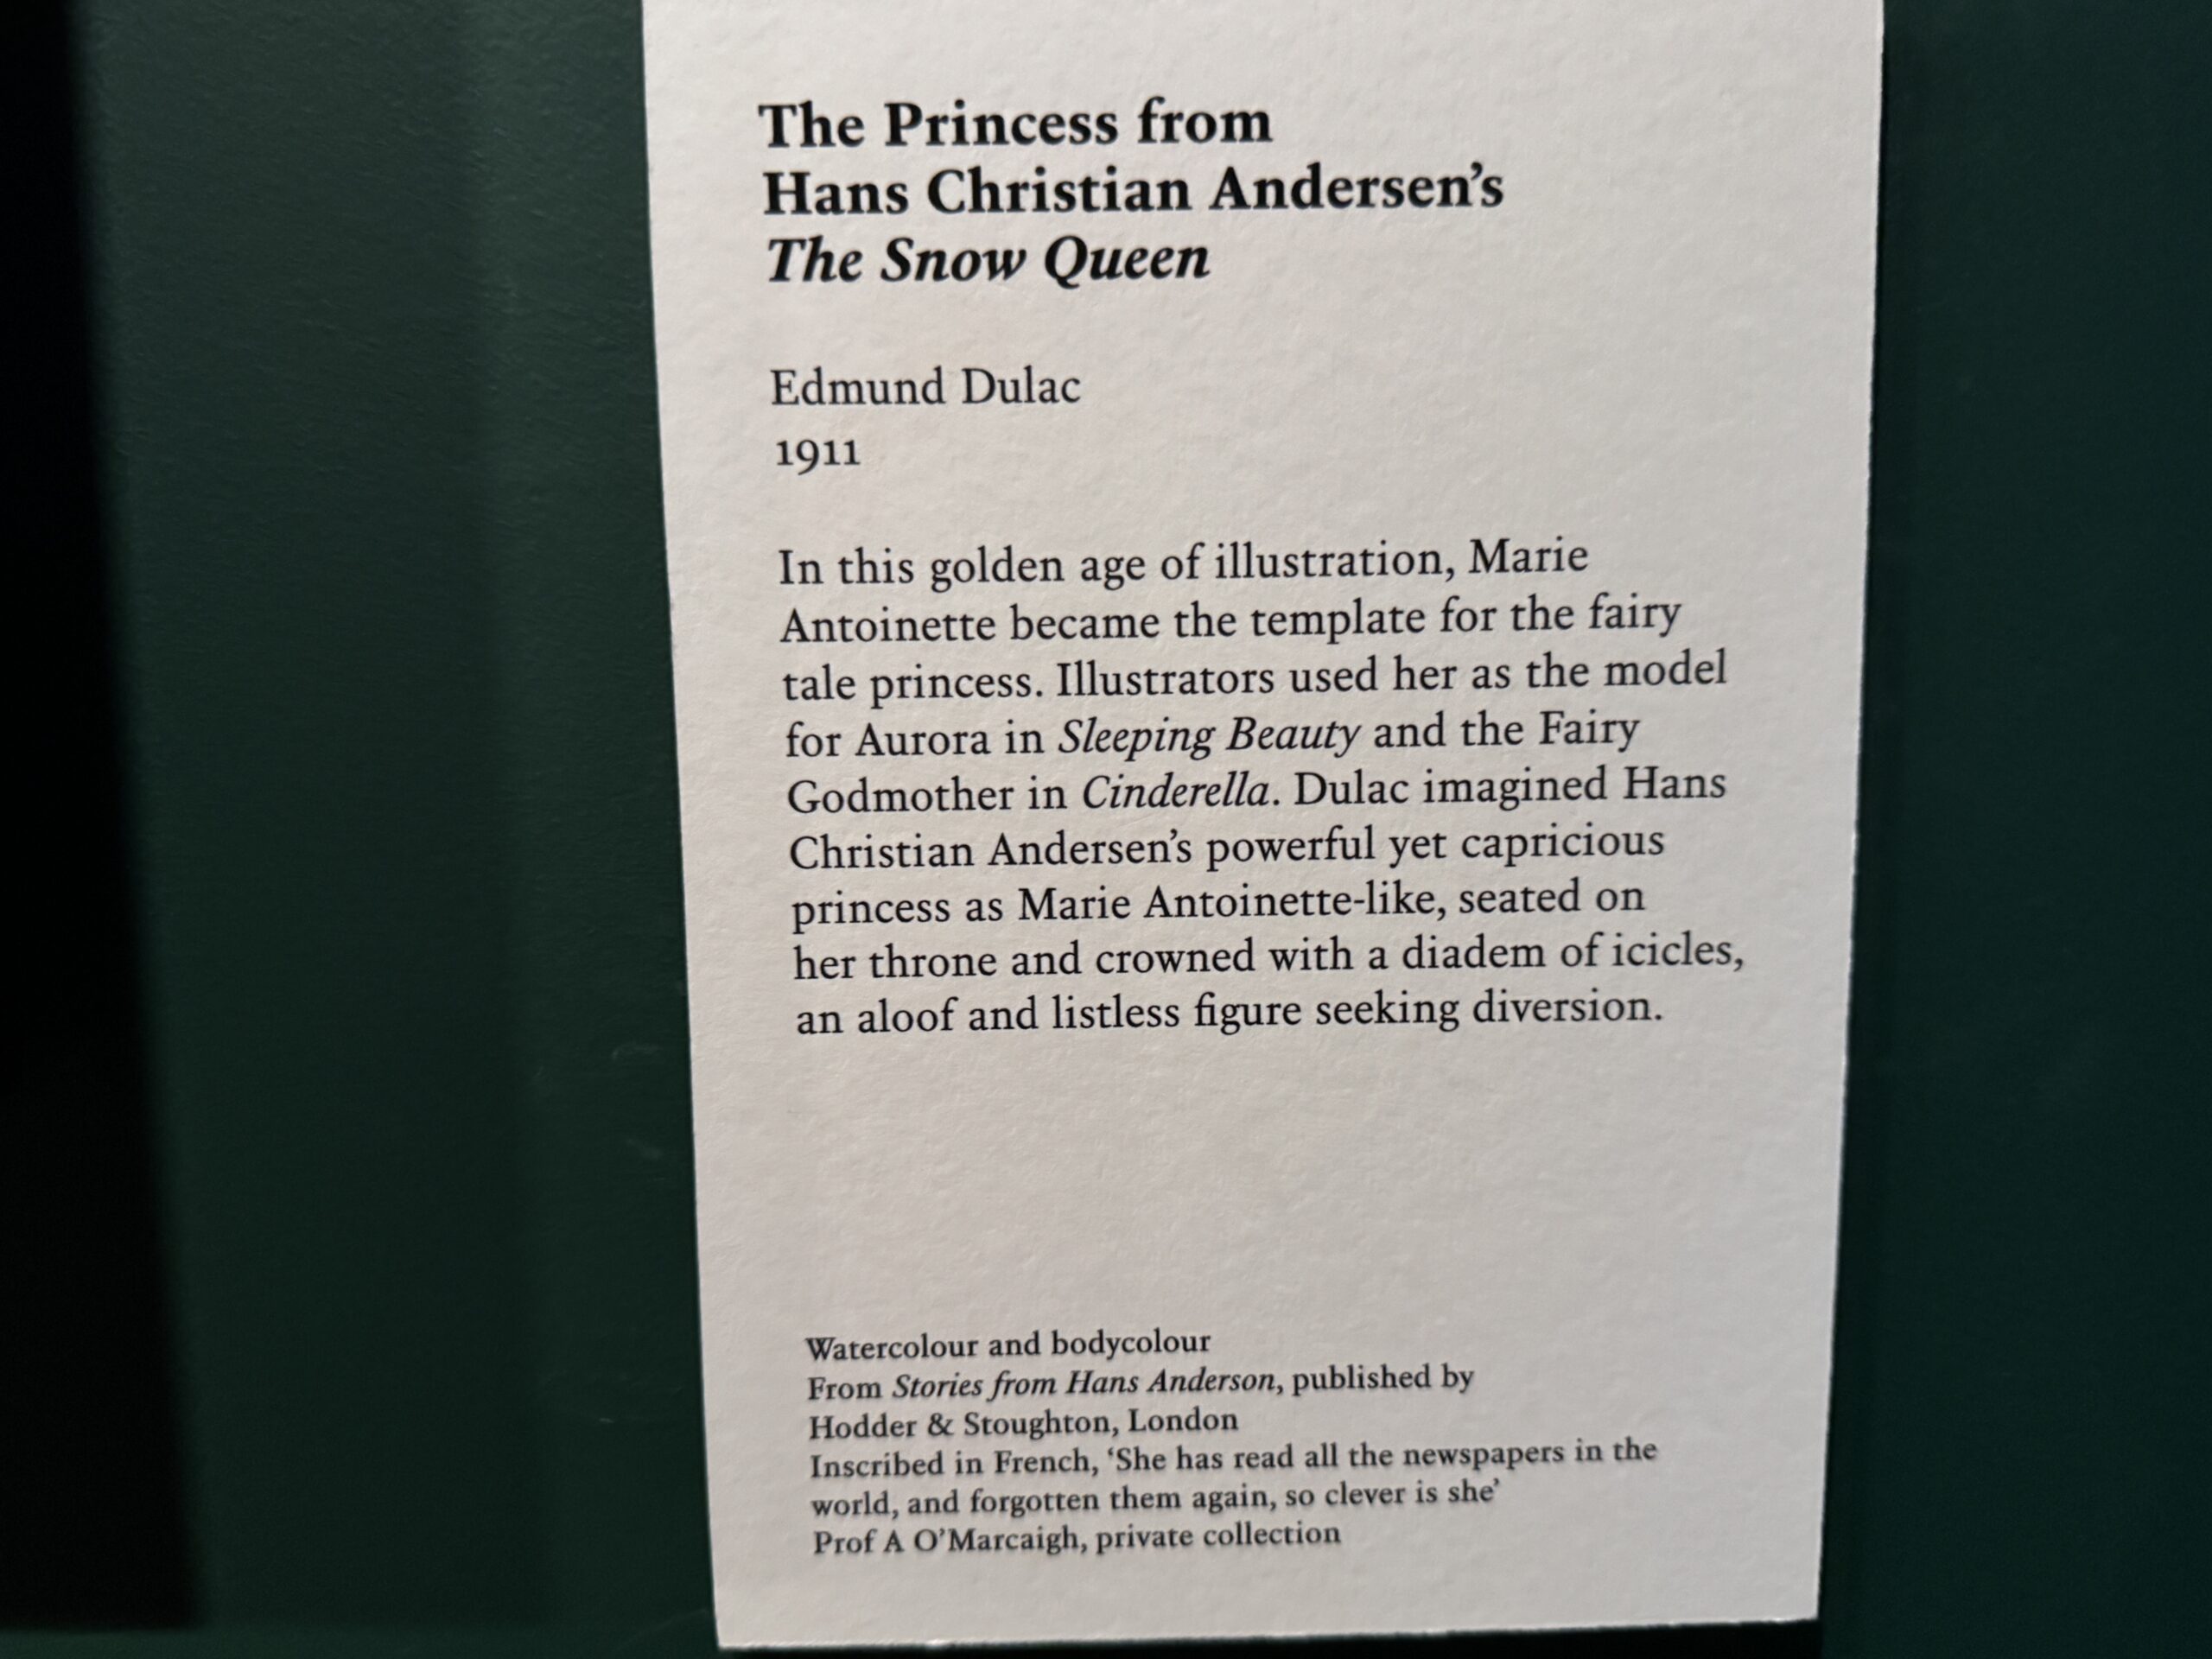 The Princess from
Hans Christian Andersen’s
The Snow Queen
Edmund Dulac
1911
In this golden age of illustration, Marie
Antoinette became the template for the fairy
tale princess. Illustrators used her as the model
for Aurora in Sleeping Beauty and the Fairy
Godmother in Cinderella. Dulac imagined Hans
Christian Andersen’s powerful yet capricious
princess as Marie Antoinette-like, seated on
her throne and crowned with a diadem of icicles,
an aloof and listless figure seeking diversion.
Watercolour and bodycolour
From Stories from Hans Anderson, published by
Hodder & Stoughton, London
Inscribed in French, ‘She has read all the newspapers in the
world, and forgotten them again, so clever is she’
Prof A O’Marcaigh, private collection